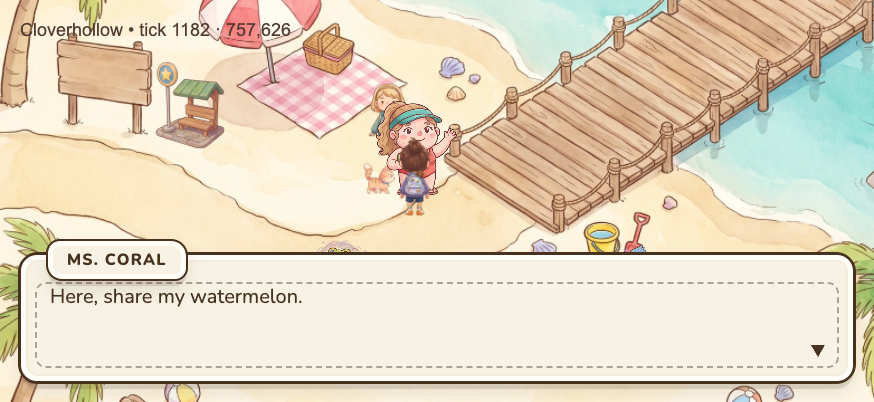 Cloverhollow • tick 1182 · 757,626
MS. CORAL
Here, share my watermelon.